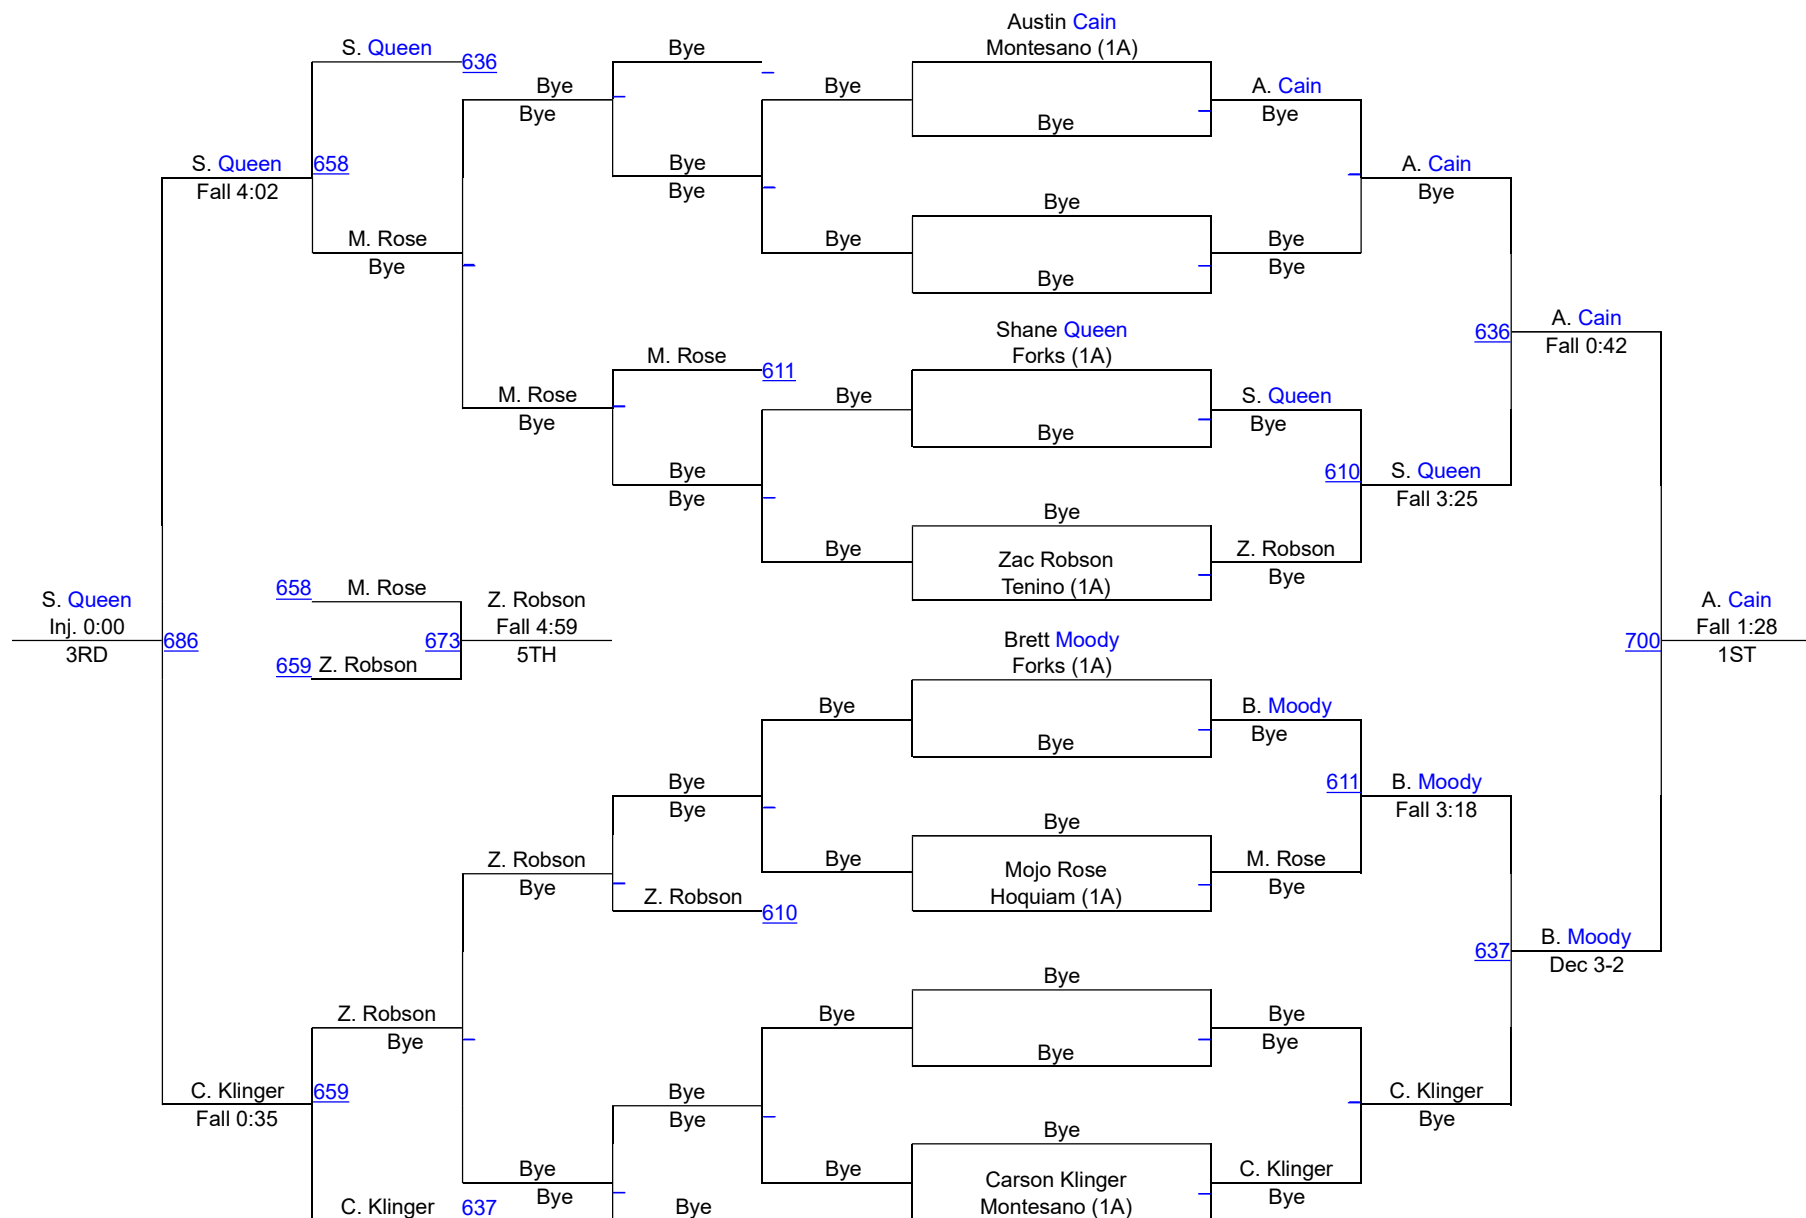 Austin Cain
S. Queen
Bye
Montesano (1A)
636
Bye
Bye
A. Cain
Bye
Bye
Bye
S. Queen
658
Bye
A. Cain
Fall 4:02
Bye
Bye
Bye
M. Rose
Bye
Bye
Bye
Bye
Bye
Shane Queen
636
A. Cain
M. Rose
Forks (1A)
Fall 0:42
611
M. Rose
Bye
S. Queen
Bye
Bye
Bye
Bye
610
S. Queen
Bye
Fall 3:25
Bye
Bye
Zac Robson
Z. Robson
658
M. Rose
Tenino (1A)
Bye
S. Queen
Z. Robson
A. Cain
Inj. 0:00
Fall 4:59
Fall 1:28
686
673
Brett Moody
700
3RD
5TH
1ST
659
Z. Robson
Forks (1A)
Bye
B. Moody
Bye
Bye
Bye
611
B. Moody
Bye
Fall 3:18
Bye
Z. Robson
Bye
Mojo Rose
M. Rose
Bye
Bye
Z. Robson
Hoquiam (1A)
610
637
B. Moody
Bye
Dec 3-2
Z. Robson
Bye
Bye
Bye
Bye
Bye
C. Klinger
659
Bye
C. Klinger
Fall 0:35
Bye
Bye
Bye
Bye
Bye
Carson Klinger
C. Klinger
Bye
Bye
C. Klinger
637
Bye
Montesano (1A)